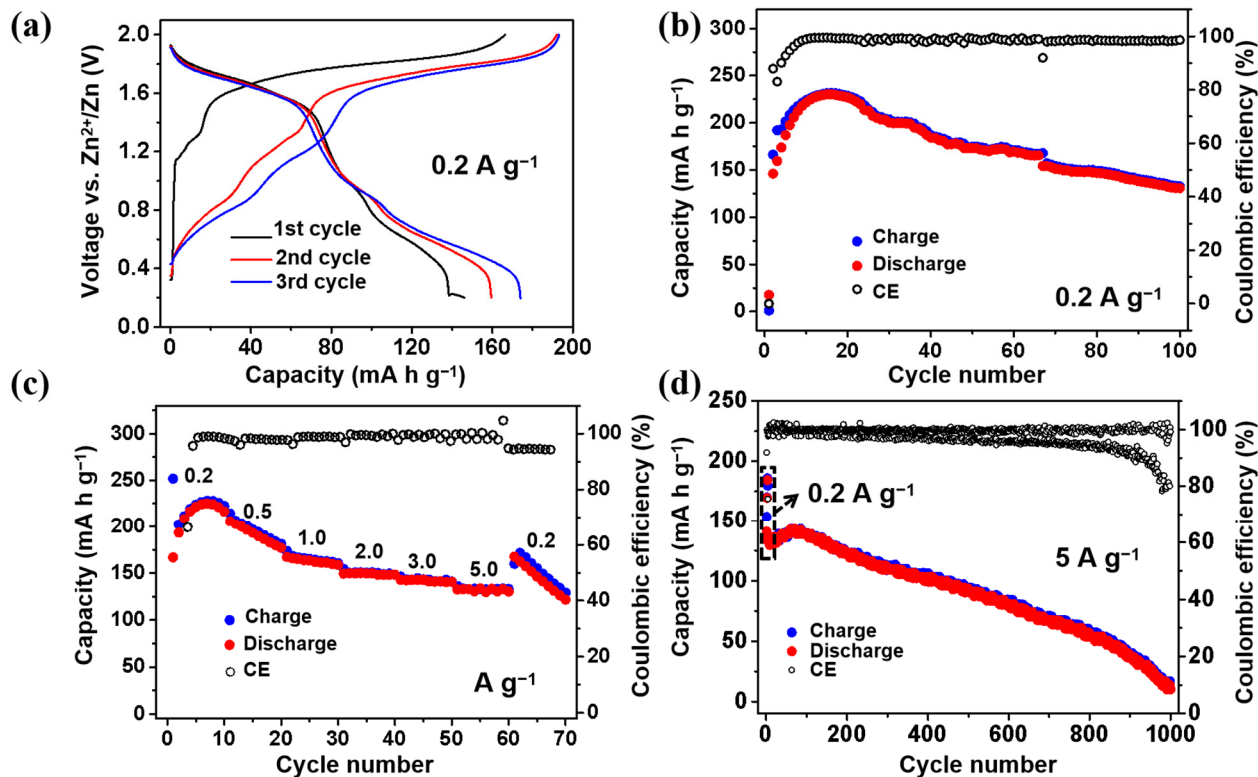 (a)
2.0
1.6
1.2
0.8
0.4
0.0
Voltage vs. Zn²⁺/Zn (V)
0.2 A g⁻¹
1st cycle
2nd cycle
3rd cycle
0 40 80 120 160 200
Capacity (mA h g⁻¹)
(b)
300
250
200
150
100
50
0
Capacity (mA h g⁻¹)
100
80
60
40
20
0
Coulombic efficiency (%)
Charge
Discharge
CE
0.2 A g⁻¹
0 20 40 60 80 100
Cycle number
(c)
300
250
200
150
100
50
0
Capacity (mA h g⁻¹)
100
80
60
40
20
0
Coulombic efficiency (%)
0.2
0.5
1.0
2.0
3.0
5.0
0.2
Charge
Discharge
CE
A g⁻¹
0 10 20 30 40 50 60 70
Cycle number
(d)
250
200
150
100
50
0
Capacity (mA h g⁻¹)
100
80
60
40
20
0
Coulombic efficiency (%)
0.2 A g⁻¹
5 A g⁻¹
Charge
Discharge
CE
0 200 400 600 800 1000
Cycle number